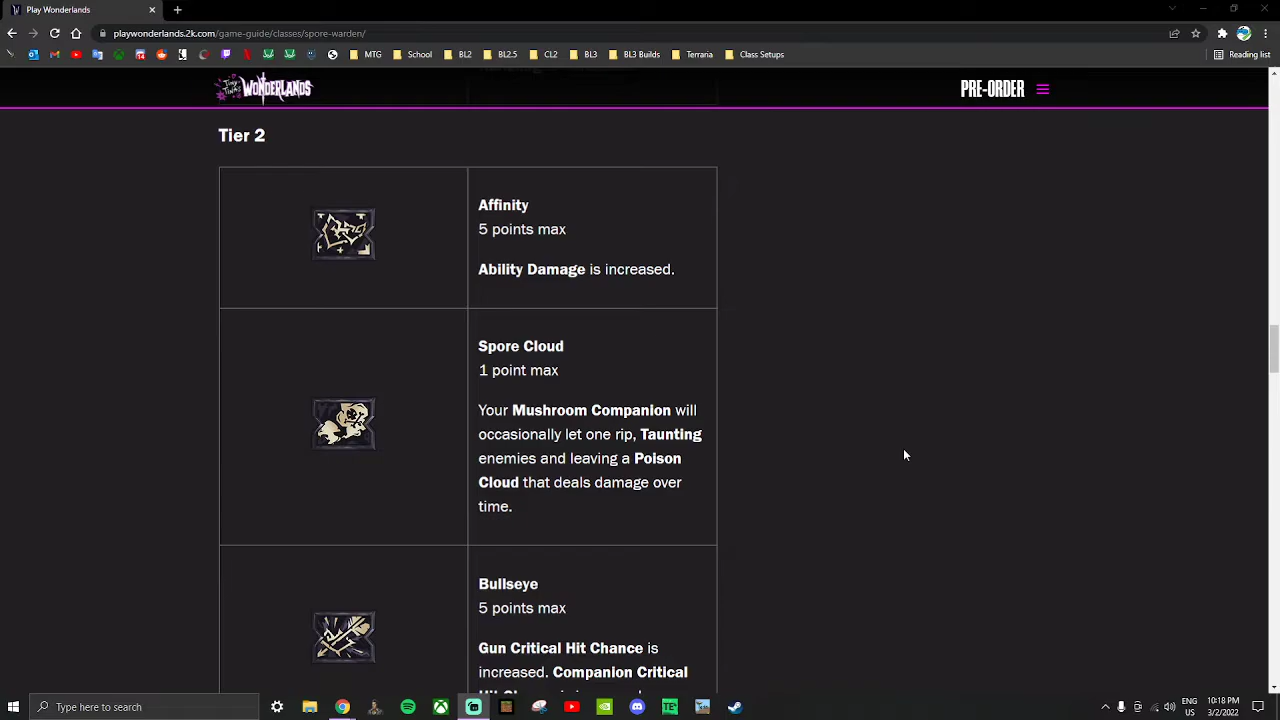 Play Wonderlands
playwonderlands.2k.com/game-guide/classes/spore-warden/
MTG School BL2 BL2.5 CL2 BL3 BL3 Builds Terraria Class Setups Reading list
TINY TINA'S WONDERLANDS PRE-ORDER
Tier 2
Affinity
5 points max
Ability Damage is increased.
Spore Cloud
1 point max
Your Mushroom Companion will
occasionally let one rip, Taunting
enemies and leaving a Poison
Cloud that deals damage over
time.
Bullseye
5 points max
Gun Critical Hit Chance is
increased. Companion Critical
Type here to search
ENG
US
10:18 PM
3/2/2022